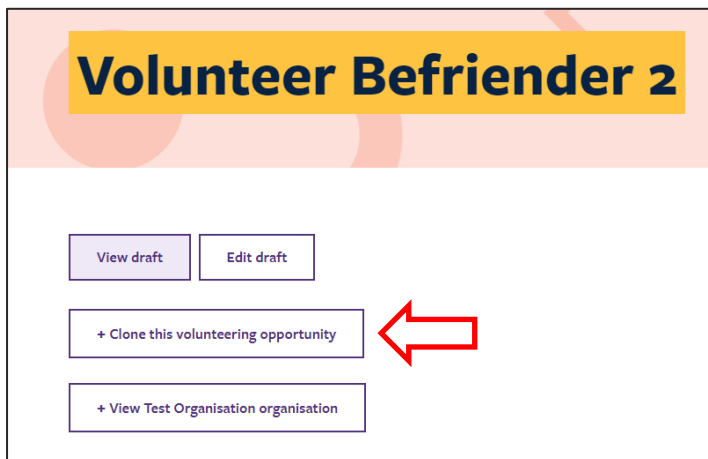 Volunteer Befriender 2
View draft Edit draft
+ Clone this volunteering opportunity
+ View Test Organisation organisation